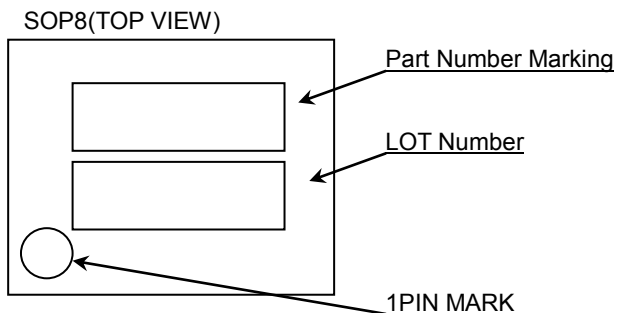 SOP8(TOP VIEW)
Part Number Marking
LOT Number
1PIN MARK